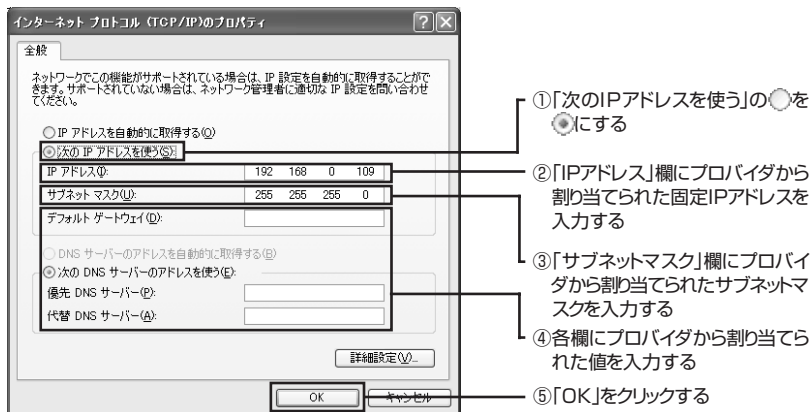 インターネット プロトコル (TCP/IP)のプロパティ
全般
ネットワークでこの機能がサポートされている場合は、IP 設定を自動的に取得することがで
きます。サポートされていない場合は、ネットワーク管理者に適切な IP 設定を問い合わせ
てください。
IP アドレスを自動的に取得する(O)
次の IP アドレスを使う(S):
IP アドレス(I):
192 168 0 109
サブネット マスク(U):
255 255 255 0
デフォルト ゲートウェイ(D):
DNS サーバーのアドレスを自動的に取得する(B)
次の DNS サーバーのアドレスを使う(E):
優先 DNS サーバー(P):
代替 DNS サーバー(A):
詳細設定(V)...
OK
キャンセル
①「次のIPアドレスを使う」の○を
◉にする
②「IPアドレス」欄にプロバイダから
割り当てられた固定IPアドレスを
入力する
③「サブネットマスク」欄にプロバイ
ダから割り当てられたサブネットマ
スクを入力する
④各欄にプロバイダから割り当てら
れた値を入力する
⑤「OK」をクリックする